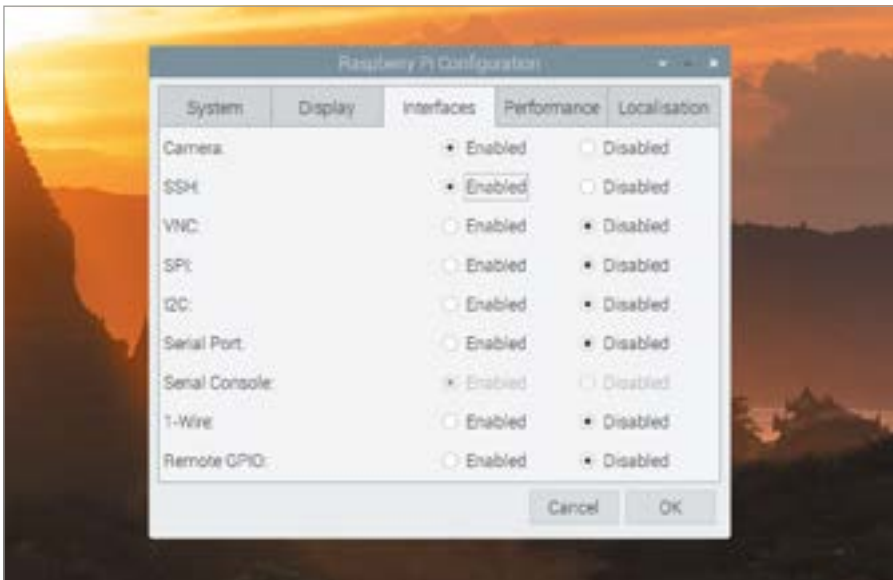 Raspberry Pi Configuration
System Display Interfaces Performance Localisation
Camera: Enabled Disabled
SSH: Enabled Disabled
VNC: Enabled Disabled
SPI: Enabled Disabled
I2C: Enabled Disabled
Serial Port: Enabled Disabled
Serial Console: Enabled Disabled
1-Wire: Enabled Disabled
Remote GPIO: Enabled Disabled
Cancel OK